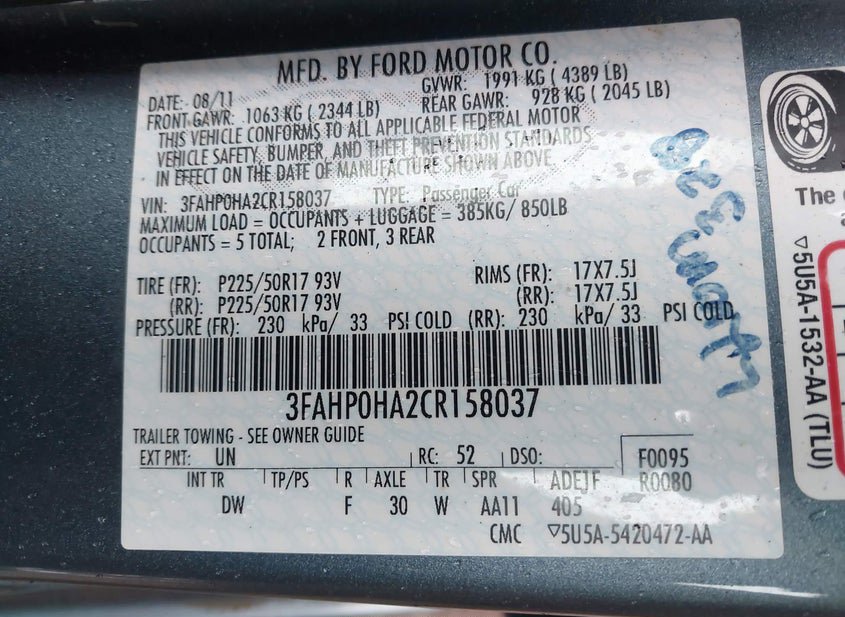 MFD. BY FORD MOTOR CO.
DATE: 08/11 GVWR: 1991 KG ( 4389 LB)
FRONT GAWR: 1063 KG ( 2344 LB) REAR GAWR: 928 KG ( 2045 LB)
THIS VEHICLE CONFORMS TO ALL APPLICABLE FEDERAL MOTOR
VEHICLE SAFETY, BUMPER, AND THEFT PREVENTION STANDARDS
IN EFFECT ON THE DATE OF MANUFACTURE SHOWN ABOVE
VIN: 3FAHP0HA2CR158037 TYPE: Passenger Car
MAXIMUM LOAD = OCCUPANTS + LUGGAGE = 385KG/ 850LB
OCCUPANTS = 5 TOTAL; 2 FRONT, 3 REAR
TIRE (FR): P225/50R17 93V RIMS (FR): 17X7.5J
(RR): P225/50R17 93V (RR): 17X7.5J
PRESSURE (FR): 230 kPa/ 33 PSI COLD (RR): 230 kPa/ 33 PSI COLD
3FAHP0HA2CR158037
TRAILER TOWING - SEE OWNER GUIDE
EXT PNT: UN RC: 52 DSO: F0095
INT TR TP/PS R AXLE TR SPR ADEJF R0080
DW F 30 W AA11 405
CMC ▽5U5A-5420472-AA
The
▽5U5A-1532-AA (TLU)